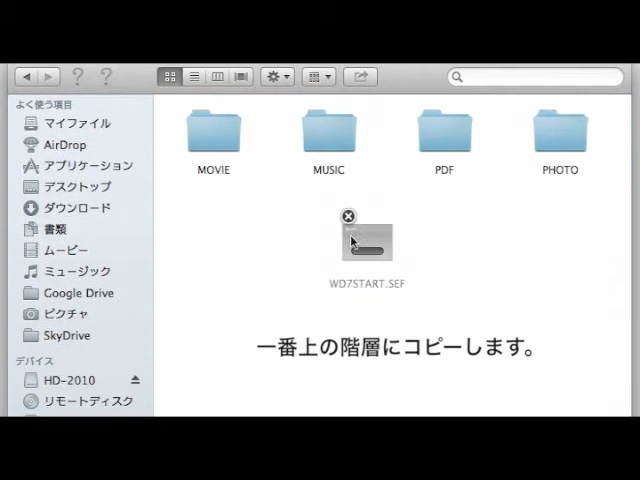 よく使う項目
マイファイル
AirDrop
アプリケーション
デスクトップ
ダウンロード
書類
ムービー
ミュージック
Google Drive
ピクチャ
SkyDrive
デバイス
HD-2010
リモートディスク
MOVIE
MUSIC
PDF
PHOTO
WD7START.SEF
一番上の階層にコピーします。